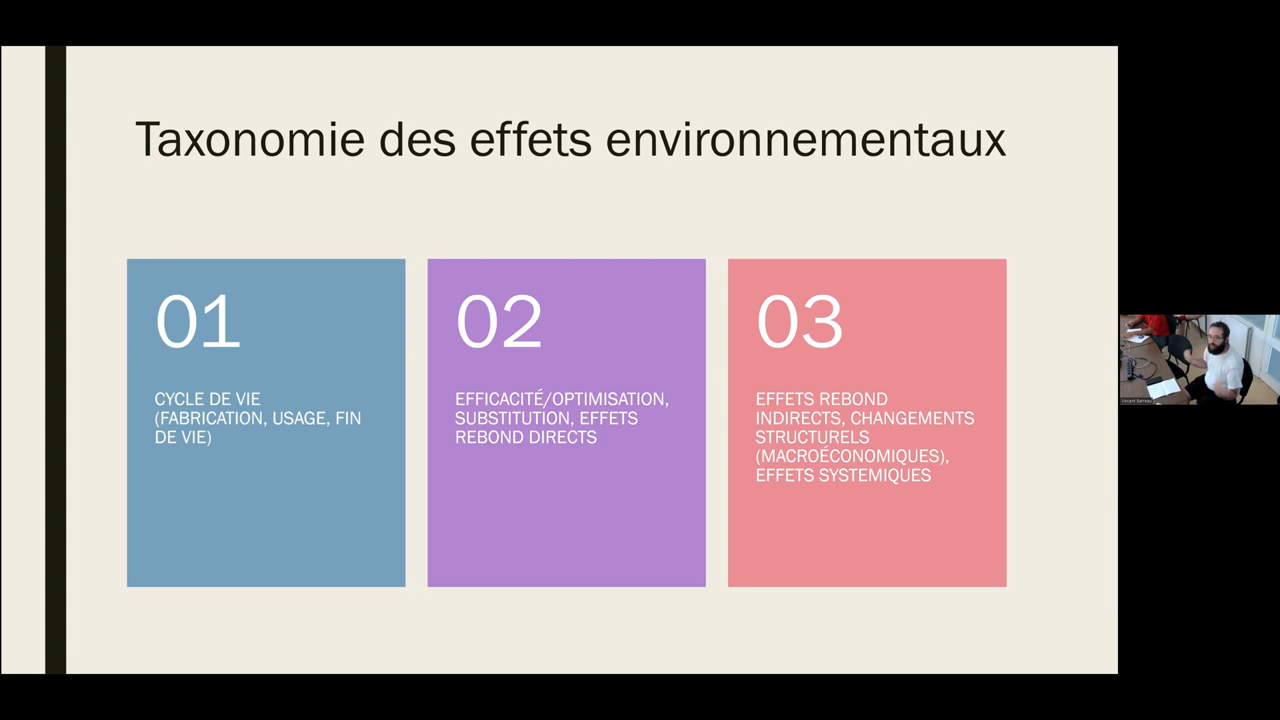 Taxonomie des effets environnementaux
01
CYCLE DE VIE
(FABRICATION, USAGE, FIN
DE VIE)
02
EFFICACITÉ/OPTIMISATION,
SUBSTITUTION, EFFETS
REBOND DIRECTS
03
EFFETS REBOND
INDIRECTS, CHANGEMENTS
STRUCTURELS
(MACROÉCONOMIQUES),
EFFETS SYSTEMIQUES